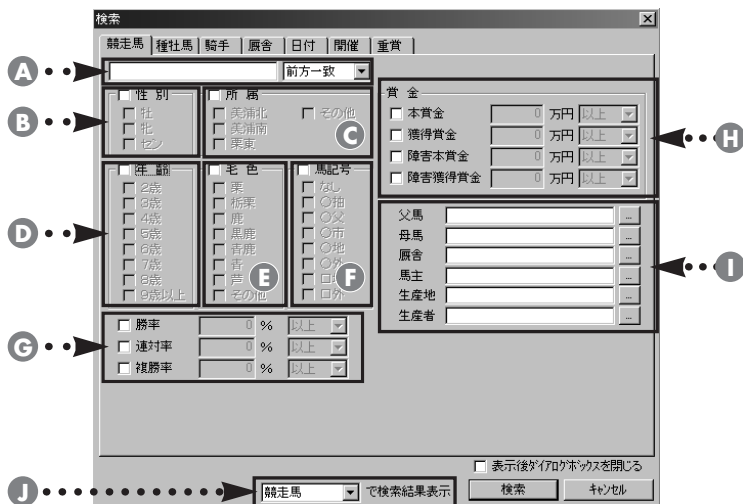 検索
競走馬 種牡馬 騎手 厩舎 日付 開催 重賞
A
前方一致
B
性別
牡
牝
セン
所属
美浦北 その他
美浦南
栗東
C
D
年齢
2歳
3歳
4歳
5歳
6歳
7歳
8歳
9歳以上
毛色
栗
栃栗
鹿
黒鹿
青鹿
青
芦
その他
E
馬記号
なし
○抽
○父
○市
○地
○外
□地
□外
F
G
勝率 0 % 以上
連対率 0 % 以上
複勝率 0 % 以上
賞金
本賞金 0 万円 以上
獲得賞金 0 万円 以上
障害本賞金 0 万円 以上
障害獲得賞金 0 万円 以上
H
父馬 ...
母馬 ...
厩舎 ...
馬主 ...
生産地 ...
生産者 ...
I
表示後ダイアログボックスを閉じる
J
競走馬 で検索結果表示 検索 キャンセル